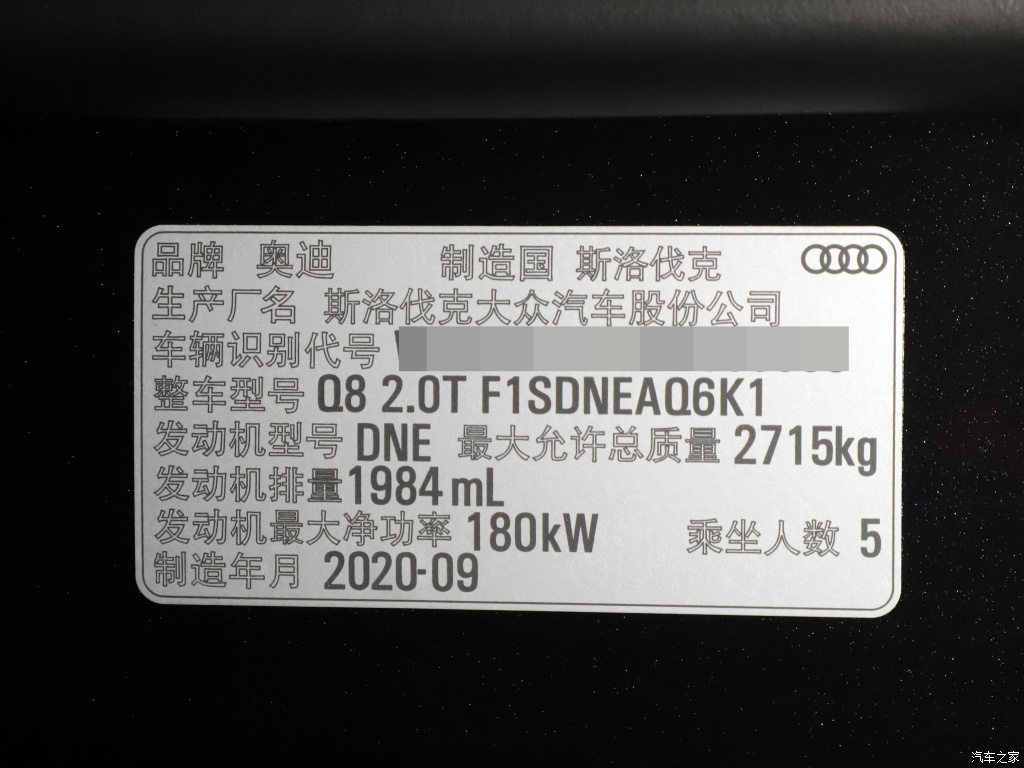 品牌 奥迪 制造国 斯洛伐克
生产厂名 斯洛伐克大众汽车股份公司
车辆识别代号
整车型号 Q8 2.0T F1SDNEAQ6K1
发动机型号 DNE 最大允许总质量 2715kg
发动机排量 1984 mL
发动机最大净功率 180kW 乘坐人数 5
制造年月 2020-09
汽车之家